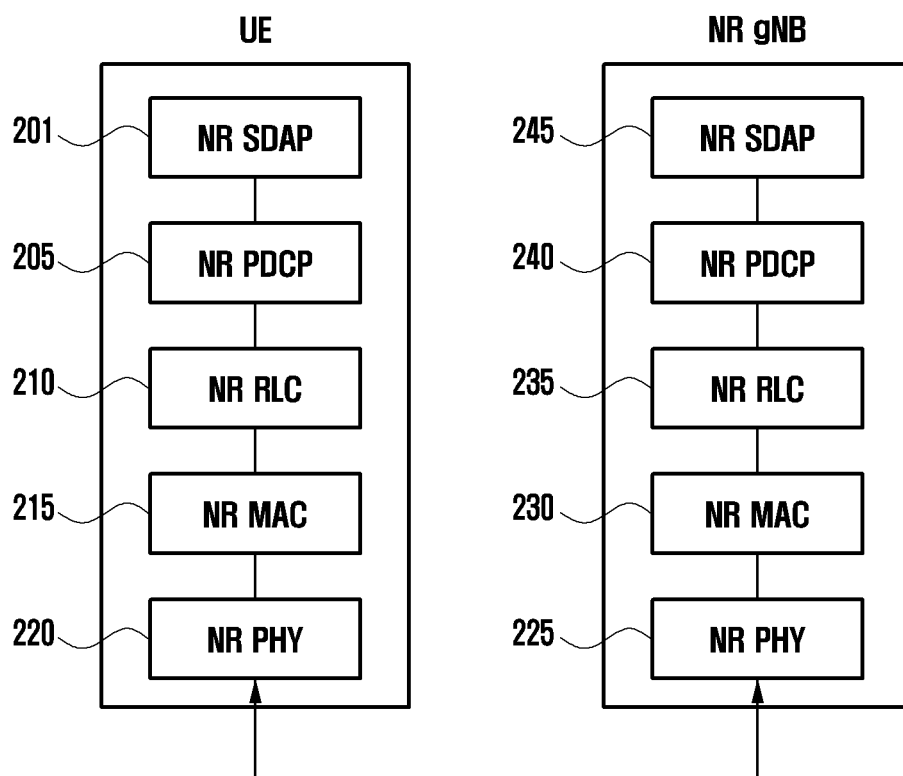 UE
NR gNB
201
NR SDAP
245
NR SDAP
205
NR PDCP
240
NR PDCP
210
NR RLC
235
NR RLC
215
NR MAC
230
NR MAC
220
NR PHY
225
NR PHY